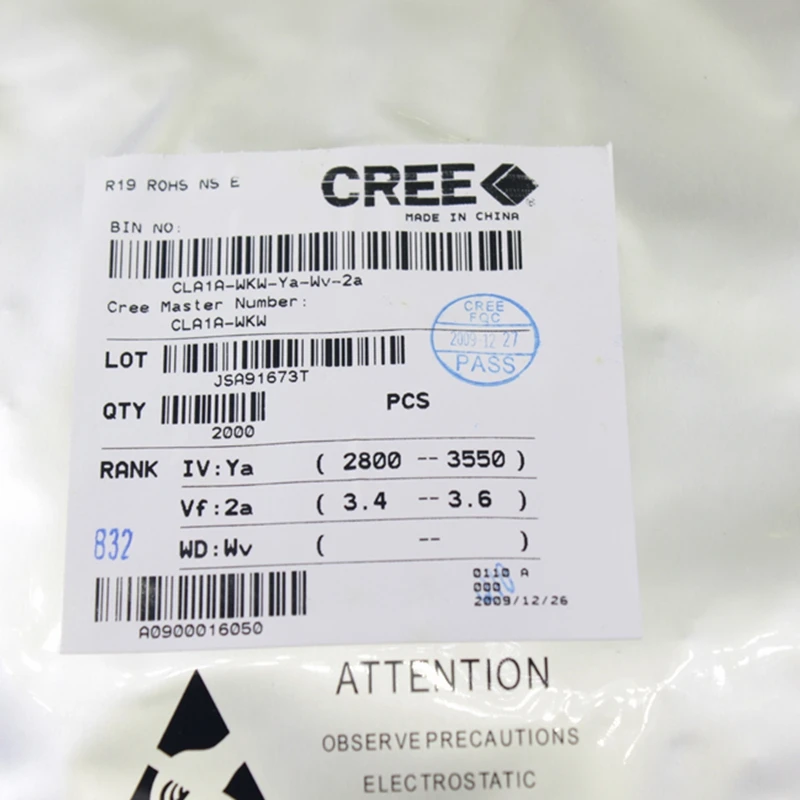 R19 ROHS NS E
CREE
®
MADE IN CHINA
BIN NO:
CLA1A-WKW-Ya-Wv-2a
Cree Master Number:
CLA1A-WKW
CREE
FQC
2009 12 27
PASS
LOT
JSA91673T
QTY
PCS
2000
RANK IV:Ya ( 2800 -- 3550 )
Vf:2a ( 3.4 -- 3.6 )
832
WD:Wv ( -- )
0110 A
000
2009/12/26
A0900016050
ATTENTION
OBSERVE PRECAUTIONS
ELECTROSTATIC